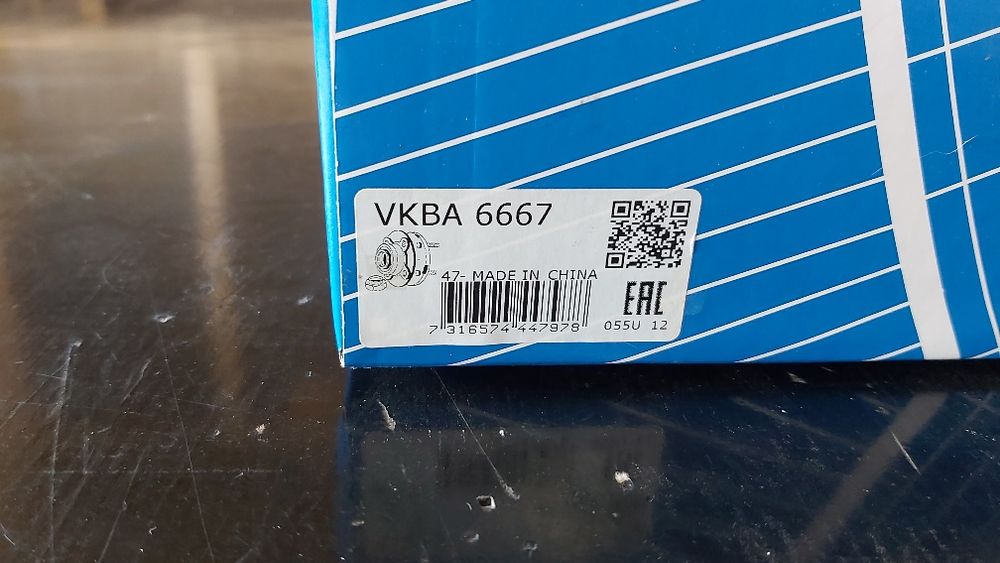 VKBA 6667
47- MADE IN CHINA
7 316574 447978
EAC
055U 12